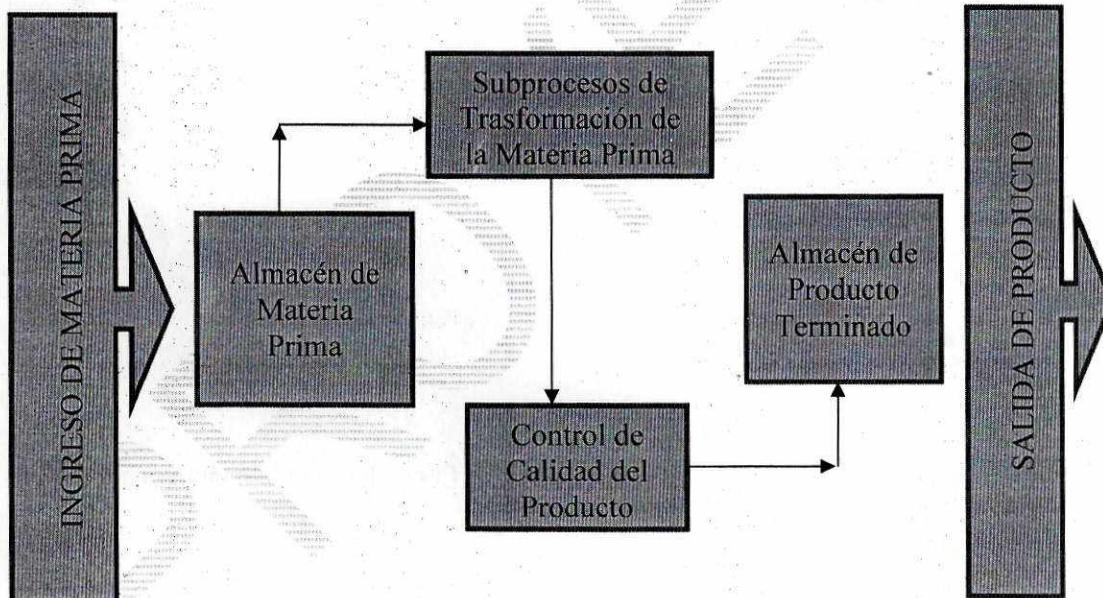 INGRESO DE MATERIA PRIMA
Almacén de
Materia
Prima
Subprocesos de
Trasformación de
la Materia Prima
Control de
Calidad del
Producto
Almacén de
Producto
Terminado
SALIDA DE PRODUCTO